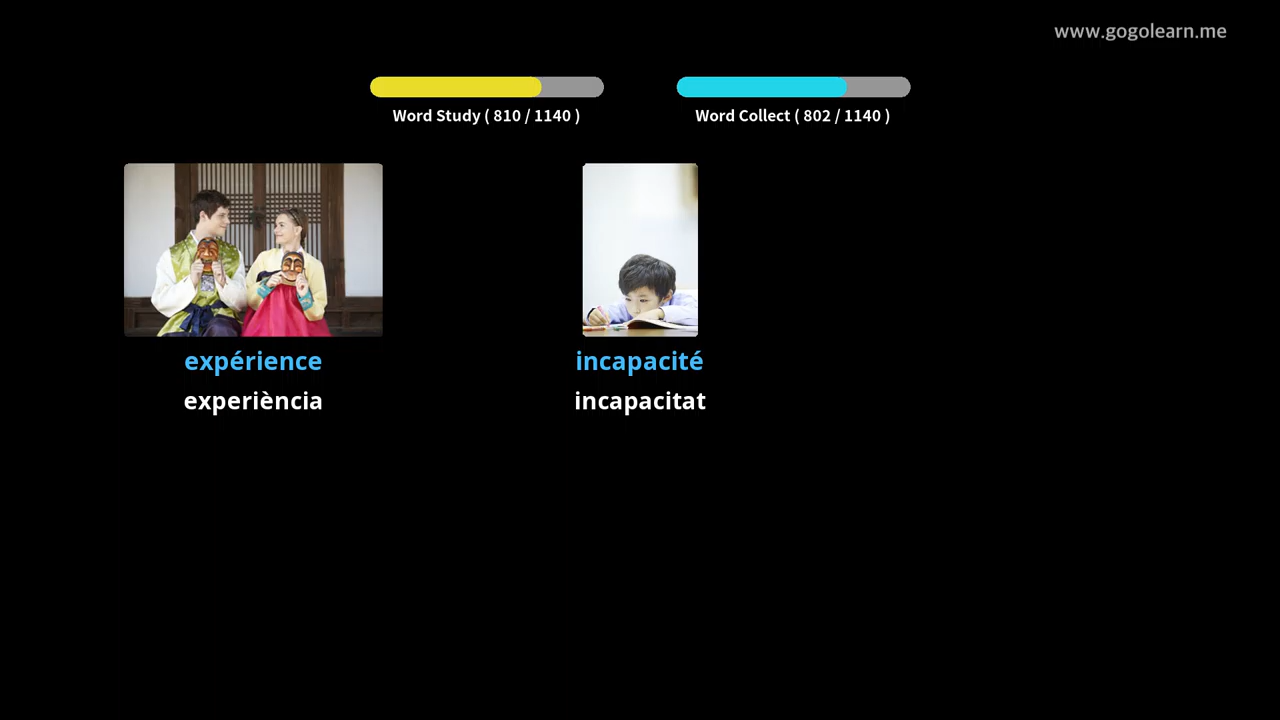 www.gogolearn.me
Word Study ( 810 / 1140 )
Word Collect ( 802 / 1140 )
expérience
incapacité
experiència
incapacitat